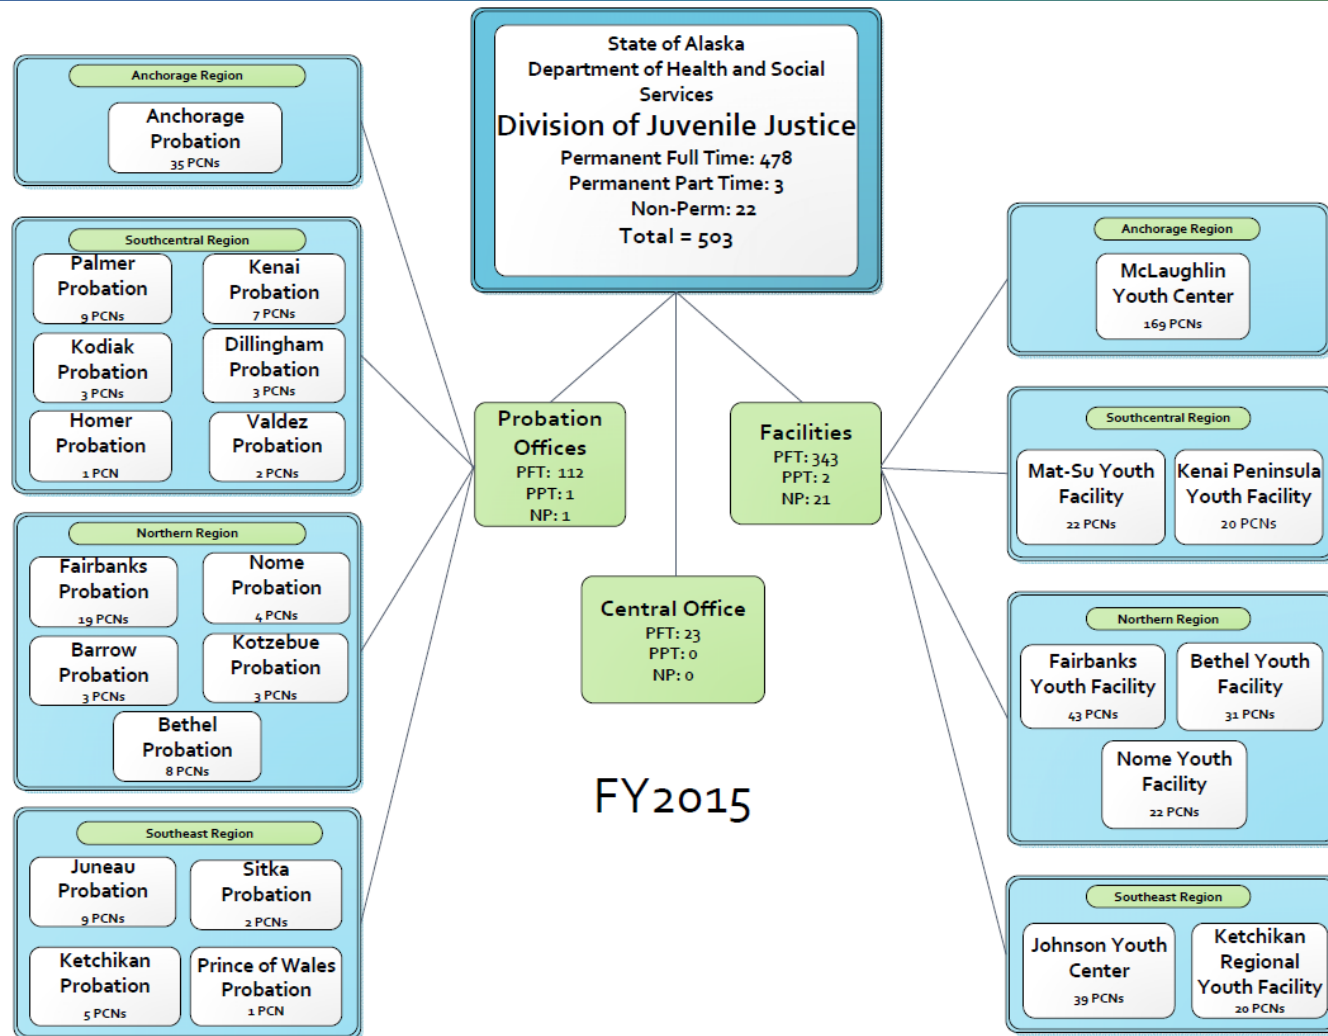 State of Alaska
Department of Health and Social
Services
Division of Juvenile Justice
Permanent Full Time: 478
Permanent Part Time: 3
Non-Perm: 22
Total = 503
Anchorage Region
Anchorage
Probation
35 PCNs
Southcentral Region
Palmer
Probation
9 PCNs
Kenai
Probation
7 PCNs
Kodiak
Probation
3 PCNs
Dillingham
Probation
3 PCNs
Homer
Probation
1 PCN
Valdez
Probation
2 PCNs
Northern Region
Fairbanks
Probation
19 PCNs
Nome
Probation
4 PCNs
Barrow
Probation
3 PCNs
Kotzebue
Probation
3 PCNs
Bethel
Probation
8 PCNs
Southeast Region
Juneau
Probation
9 PCNs
Sitka
Probation
2 PCNs
Ketchikan
Probation
5 PCNs
Prince of Wales
Probation
1 PCN
Probation
Offices
PFT: 112
PPT: 1
NP: 1
Facilities
PFT: 343
PPT: 2
NP: 21
Central Office
PFT: 23
PPT: 0
NP: 0
FY2015
Anchorage Region
McLaughlin
Youth Center
169 PCNs
Southcentral Region
Mat-Su Youth
Facility
22 PCNs
Kenai Peninsula
Youth Facility
20 PCNs
Northern Region
Fairbanks
Youth Facility
43 PCNs
Bethel Youth
Facility
31 PCNs
Nome Youth
Facility
22 PCNs
Southeast Region
Johnson Youth
Center
39 PCNs
Ketchikan
Regional
Youth Facility
20 PCNs